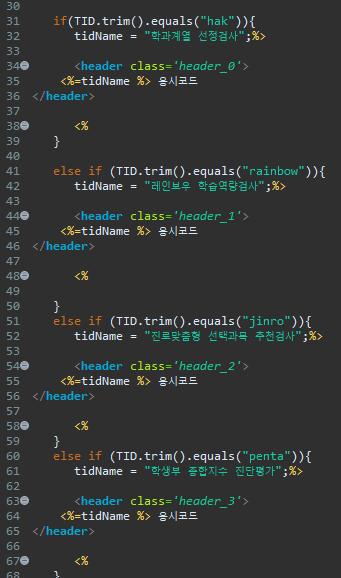 30
31 if(TID.trim().equals("hak")){
32 tidName = "학과계열 선정검사";%>
33
34 <header class='header_0'>
35 <%=tidName %> 응시코드
36 </header>
37
38 <%
39 }
40
41 else if (TID.trim().equals("rainbow")){
42 tidName = "레인보우 학습역량검사";%>
43
44 <header class='header_1'>
45 <%=tidName %> 응시코드
46 </header>
47
48 <%
49
50 }
51 else if (TID.trim().equals("jinro")){
52 tidName = "진로맞춤형 선택과목 추천검사";%>
53
54 <header class='header_2'>
55 <%=tidName %> 응시코드
56 </header>
57
58 <%
59 }
60 else if (TID.trim().equals("penta")){
61 tidName = "학생부 종합지수 진단평가";%>
62
63 <header class='header_3'>
64 <%=tidName %> 응시코드
65 </header>
66
67 <%
68 }